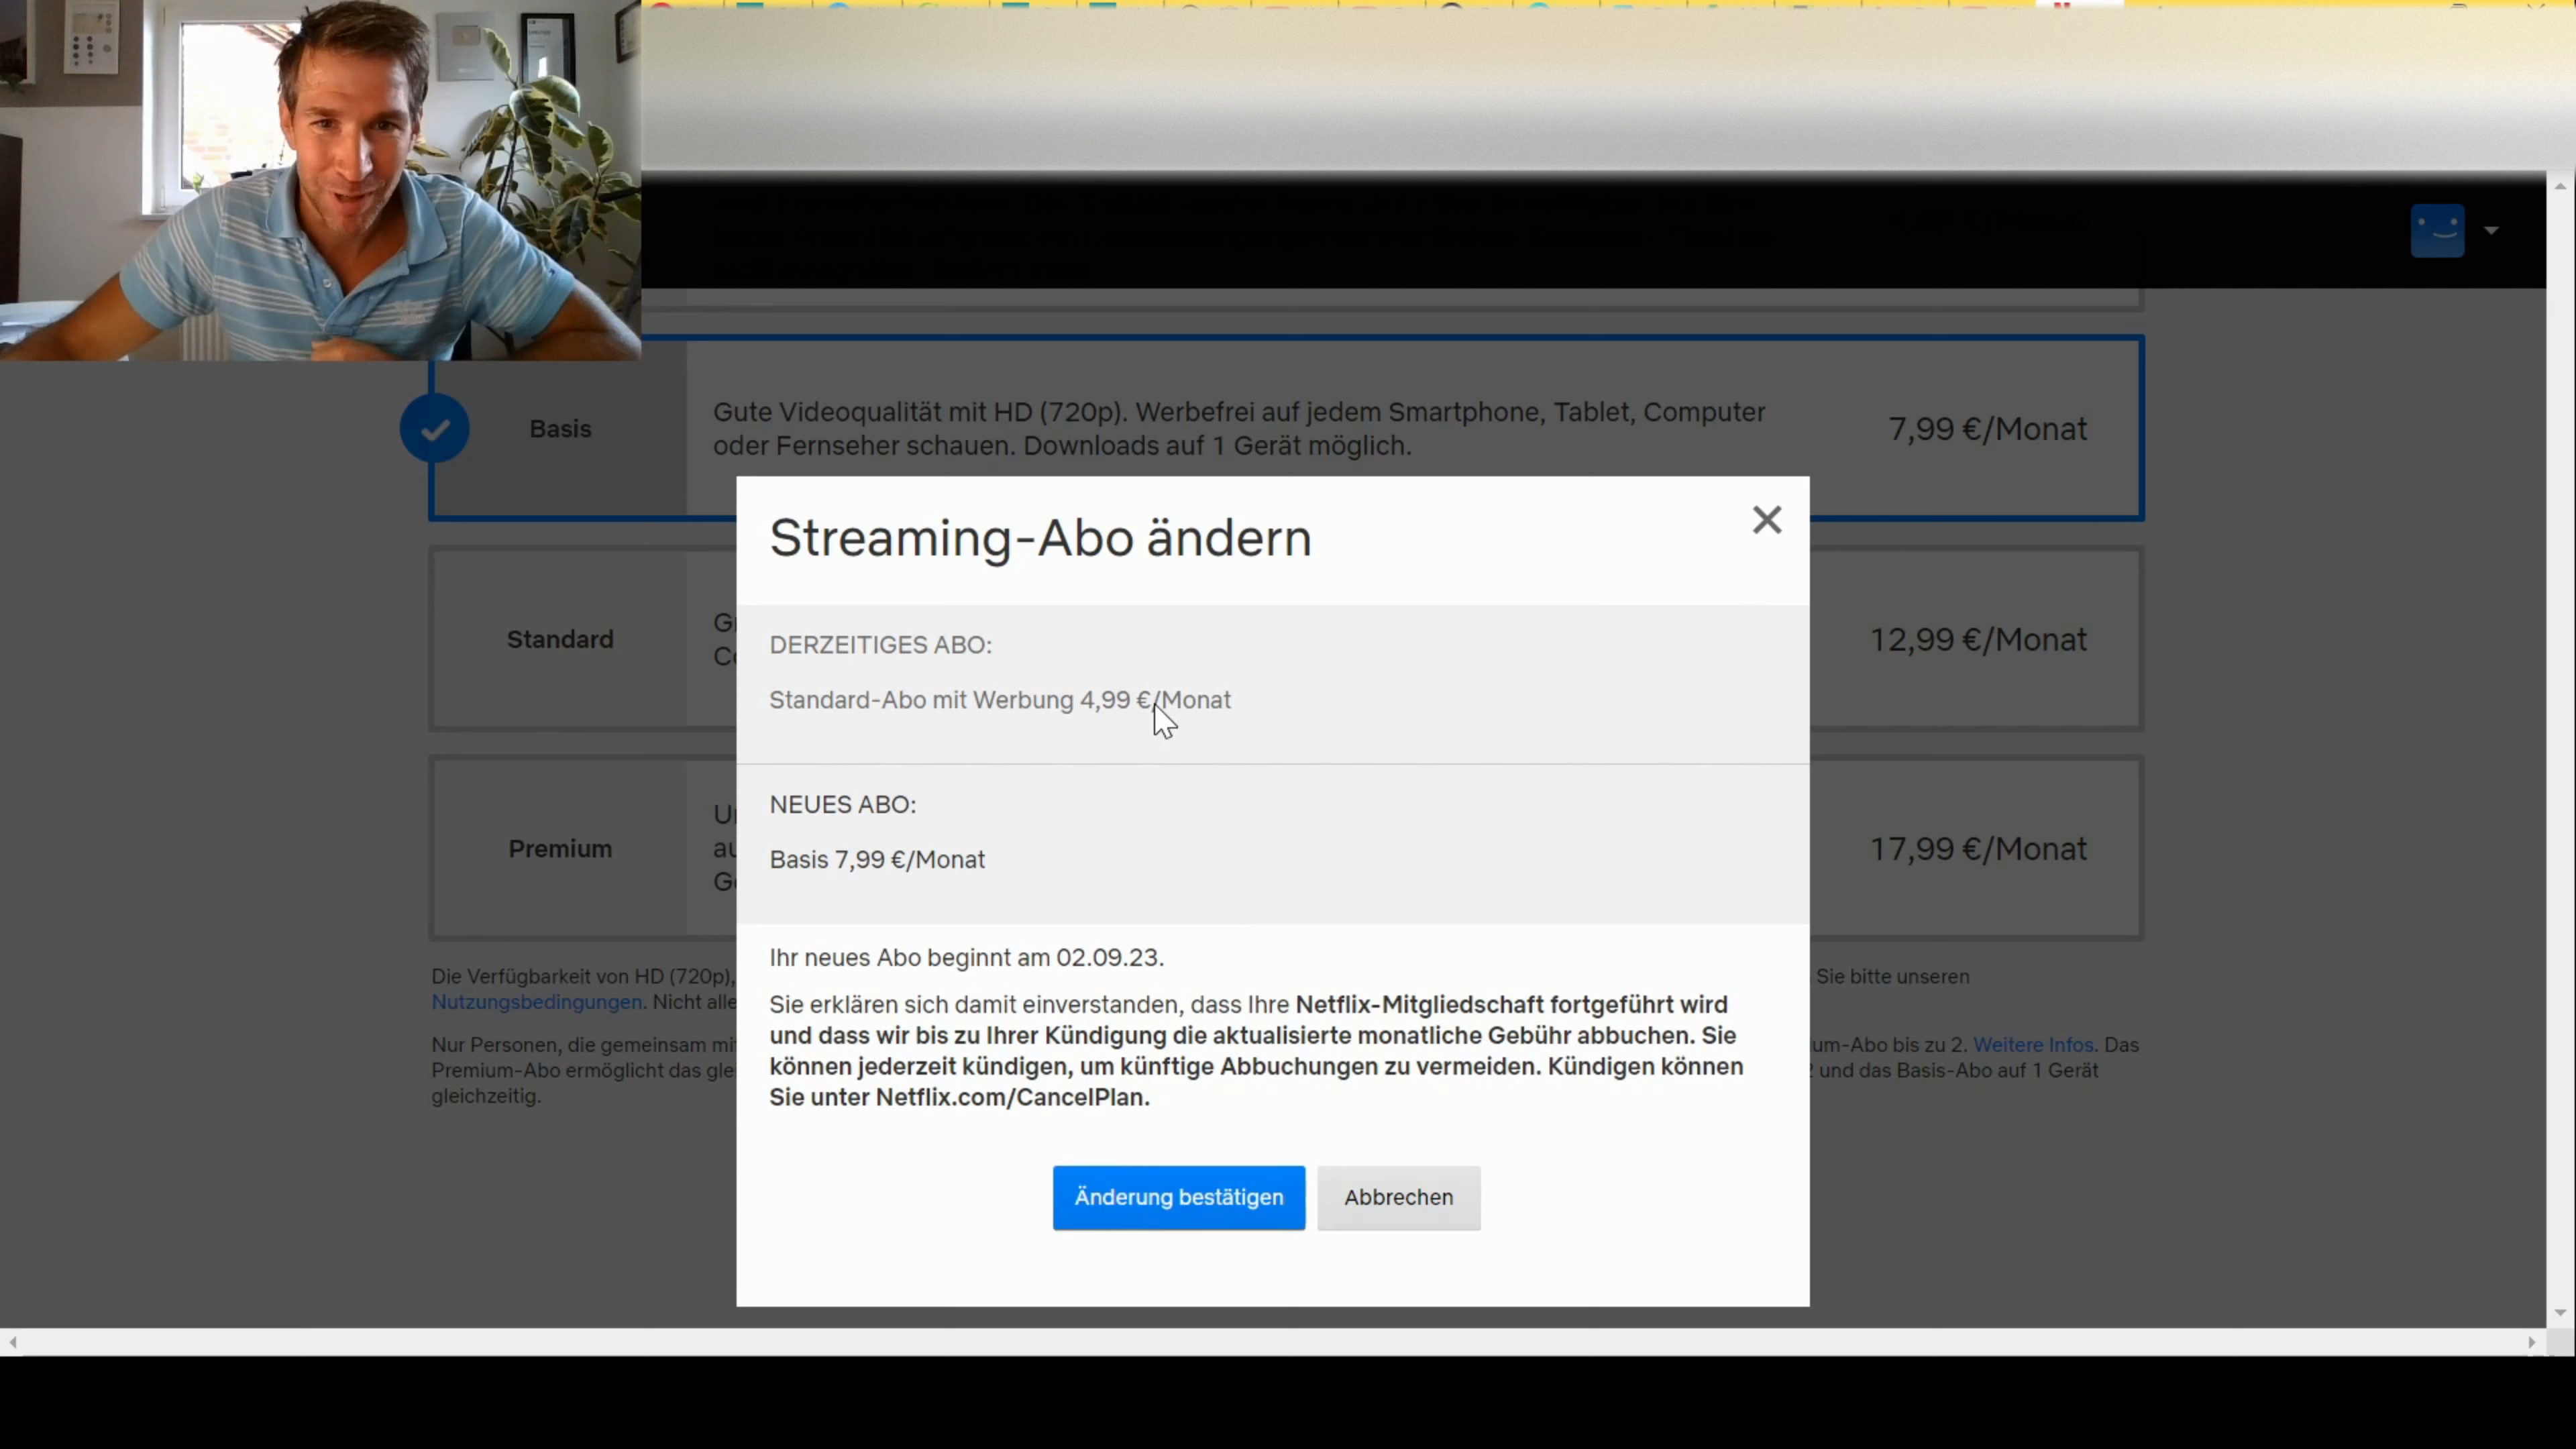 Basis
Gute Videoqualität mit HD (720p). Werbefrei auf jedem Smartphone, Tablet, Computer
oder Fernseher schauen. Downloads auf 1 Gerät möglich.
7,99 €/Monat
Streaming-Abo ändern
DERZEITIGES ABO:
Standard-Abo mit Werbung 4,99 €/Monat
NEUES ABO:
Basis 7,99 €/Monat
Ihr neues Abo beginnt am 02.09.23.
Sie erklären sich damit einverstanden, dass Ihre Netflix-Mitgliedschaft fortgeführt wird
und dass wir bis zu Ihrer Kündigung die aktualisierte monatliche Gebühr abbuchen. Sie
können jederzeit kündigen, um künftige Abbuchungen zu vermeiden. Kündigen können
Sie unter Netflix.com/CancelPlan.
Änderung bestätigen
Abbrechen
Standard
12,99 €/Monat
Premium
17,99 €/Monat
Die Verfügbarkeit von HD (720p),
Sie bitte unseren
Nutzungsbedingungen. Nicht alle
Nur Personen, die gemeinsam
um-Abo bis zu 2. Weitere Infos. Das
Premium-Abo ermöglicht das
und das Basis-Abo auf 1 Gerät
gleichzeitig.